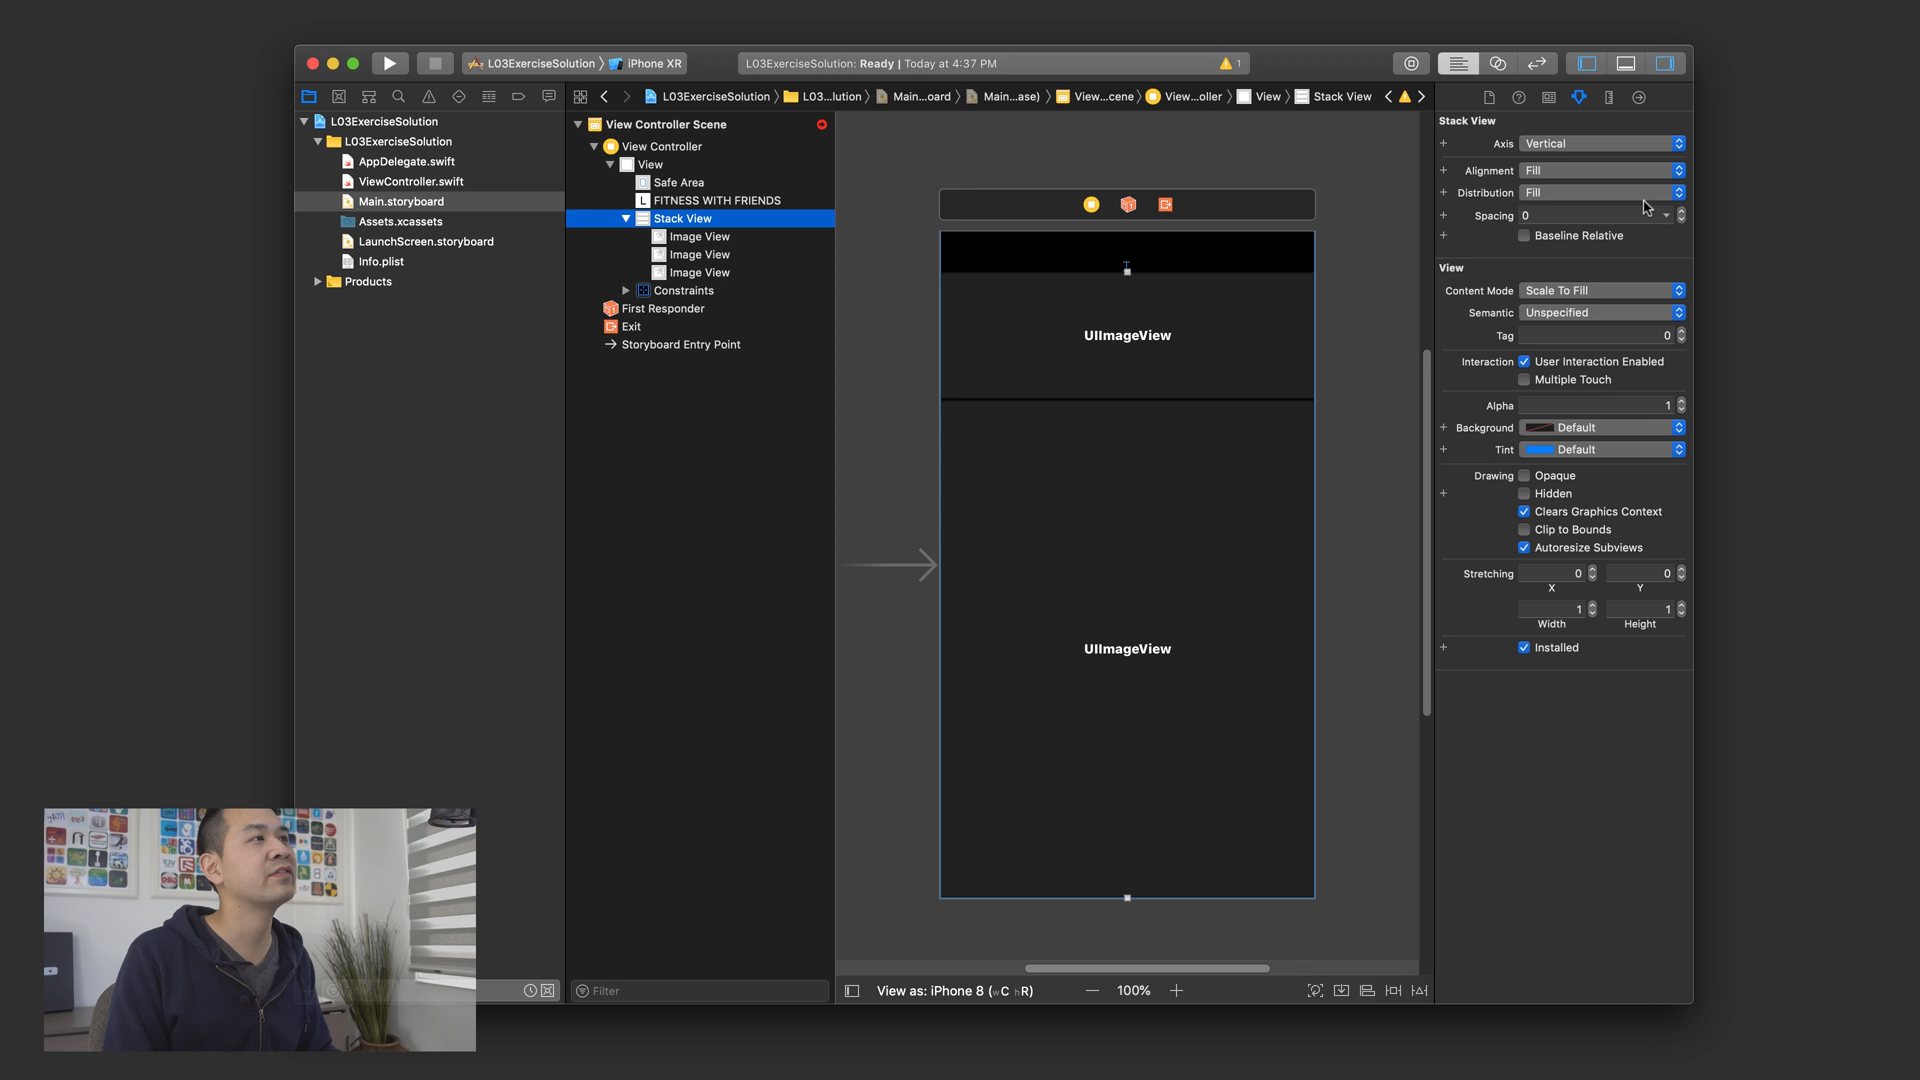 L03ExerciseSolution 〉 iPhone XR
L03ExerciseSolution: Ready | Today at 4:37 PM
1
L03ExerciseSolution 〉 L03...lution 〉 Main...oard 〉 Main...ase) 〉 View...cene 〉 View...oller 〉 View 〉 Stack View
L03ExerciseSolution
L03ExerciseSolution
AppDelegate.swift
ViewController.swift
Main.storyboard
Assets.xcassets
LaunchScreen.storyboard
Info.plist
Products
View Controller Scene
View Controller
View
Safe Area
L FITNESS WITH FRIENDS
Stack View
Image View
Image View
Image View
Constraints
First Responder
Exit
Storyboard Entry Point
Filter
UIImageView
UIImageView
View as: iPhone 8 (wC hR)
100%
Stack View
Axis Vertical
Alignment Fill
Distribution Fill
Spacing 0
Baseline Relative
View
Content Mode Scale To Fill
Semantic Unspecified
Tag 0
Interaction User Interaction Enabled
Multiple Touch
Alpha 1
Background Default
Tint Default
Drawing Opaque
Hidden
Clears Graphics Context
Clip to Bounds
Autoresize Subviews
Stretching 0 0
X Y
1 1
Width Height
Installed